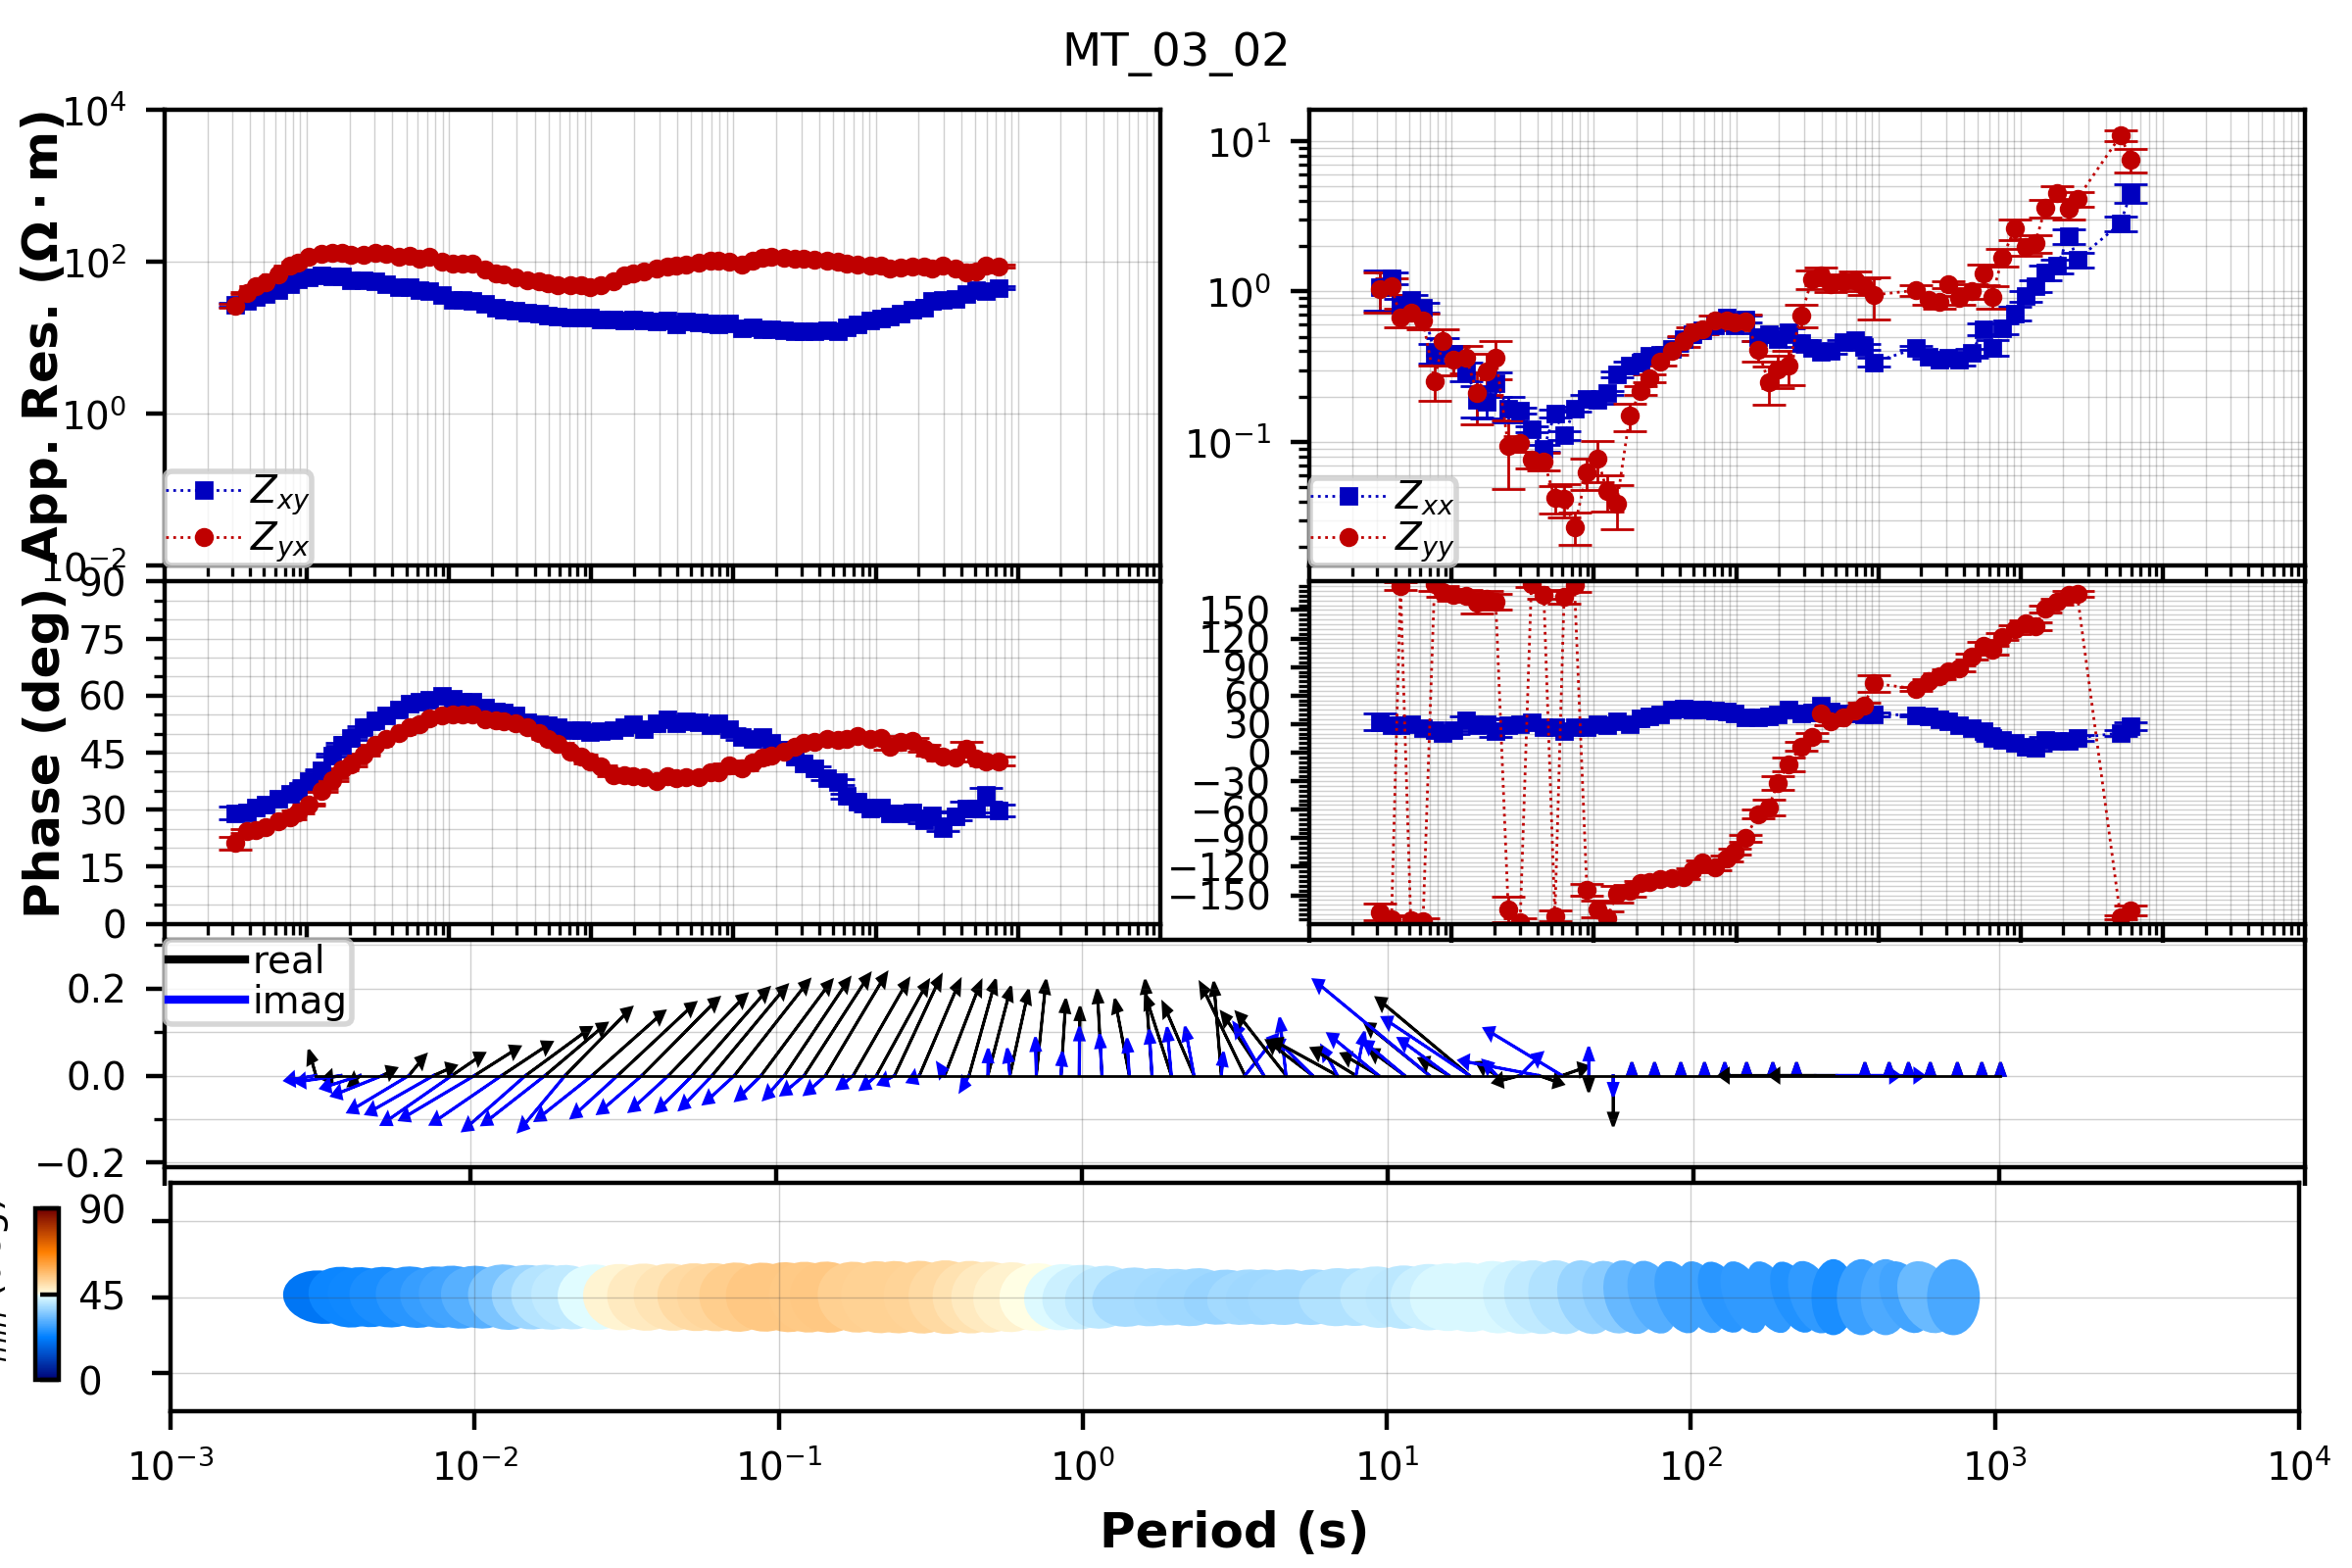 MT_03_02
App. Res. (Ω · m)
10⁴
10²
10⁰
10⁻²
Zxy
Zyx
10¹
10⁰
10⁻¹
Zxx
Zyy
Phase (deg)
90
75
60
45
30
15
0
150
120
90
60
30
0
−30
−60
−90
−120
−150
real
imag
0.2
0.0
−0.2
90
45
0
10⁻³ 10⁻² 10⁻¹ 10⁰ 10¹ 10² 10³ 10⁴
Period (s)